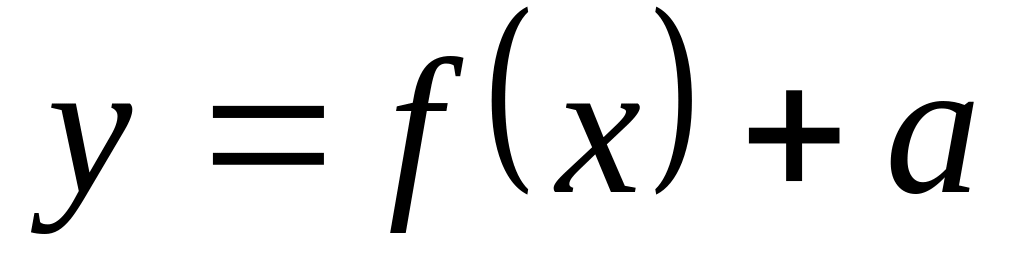 y = f(x) + a